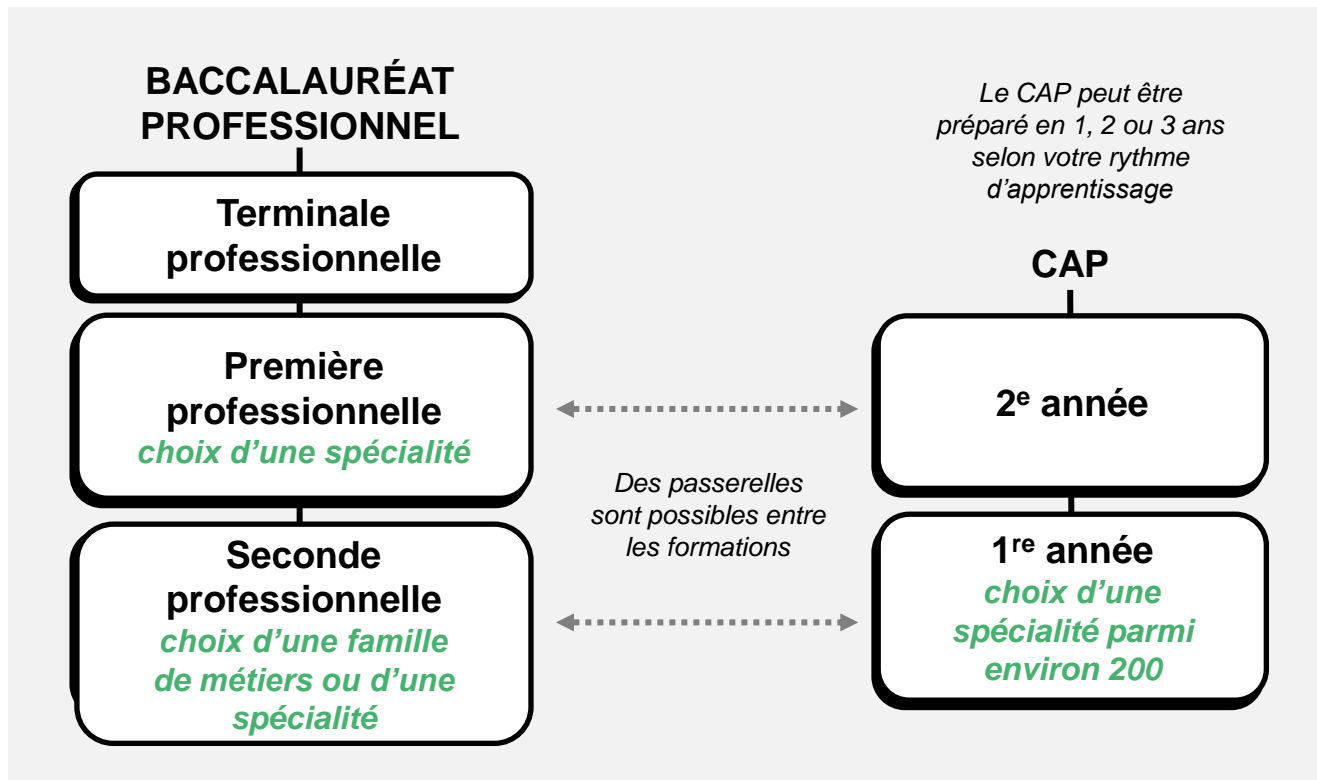 BACCALAURÉAT
PROFESSIONNEL
Terminale
professionnelle
Première
professionnelle
choix d’une spécialité
Seconde
professionnelle
choix d’une famille
de métiers ou d’une
spécialité
Des passerelles
sont possibles entre
les formations
Le CAP peut être
préparé en 1, 2 ou 3 ans
selon votre rythme
d’apprentissage
CAP
2e année
1re année
choix d’une
spécialité parmi
environ 200